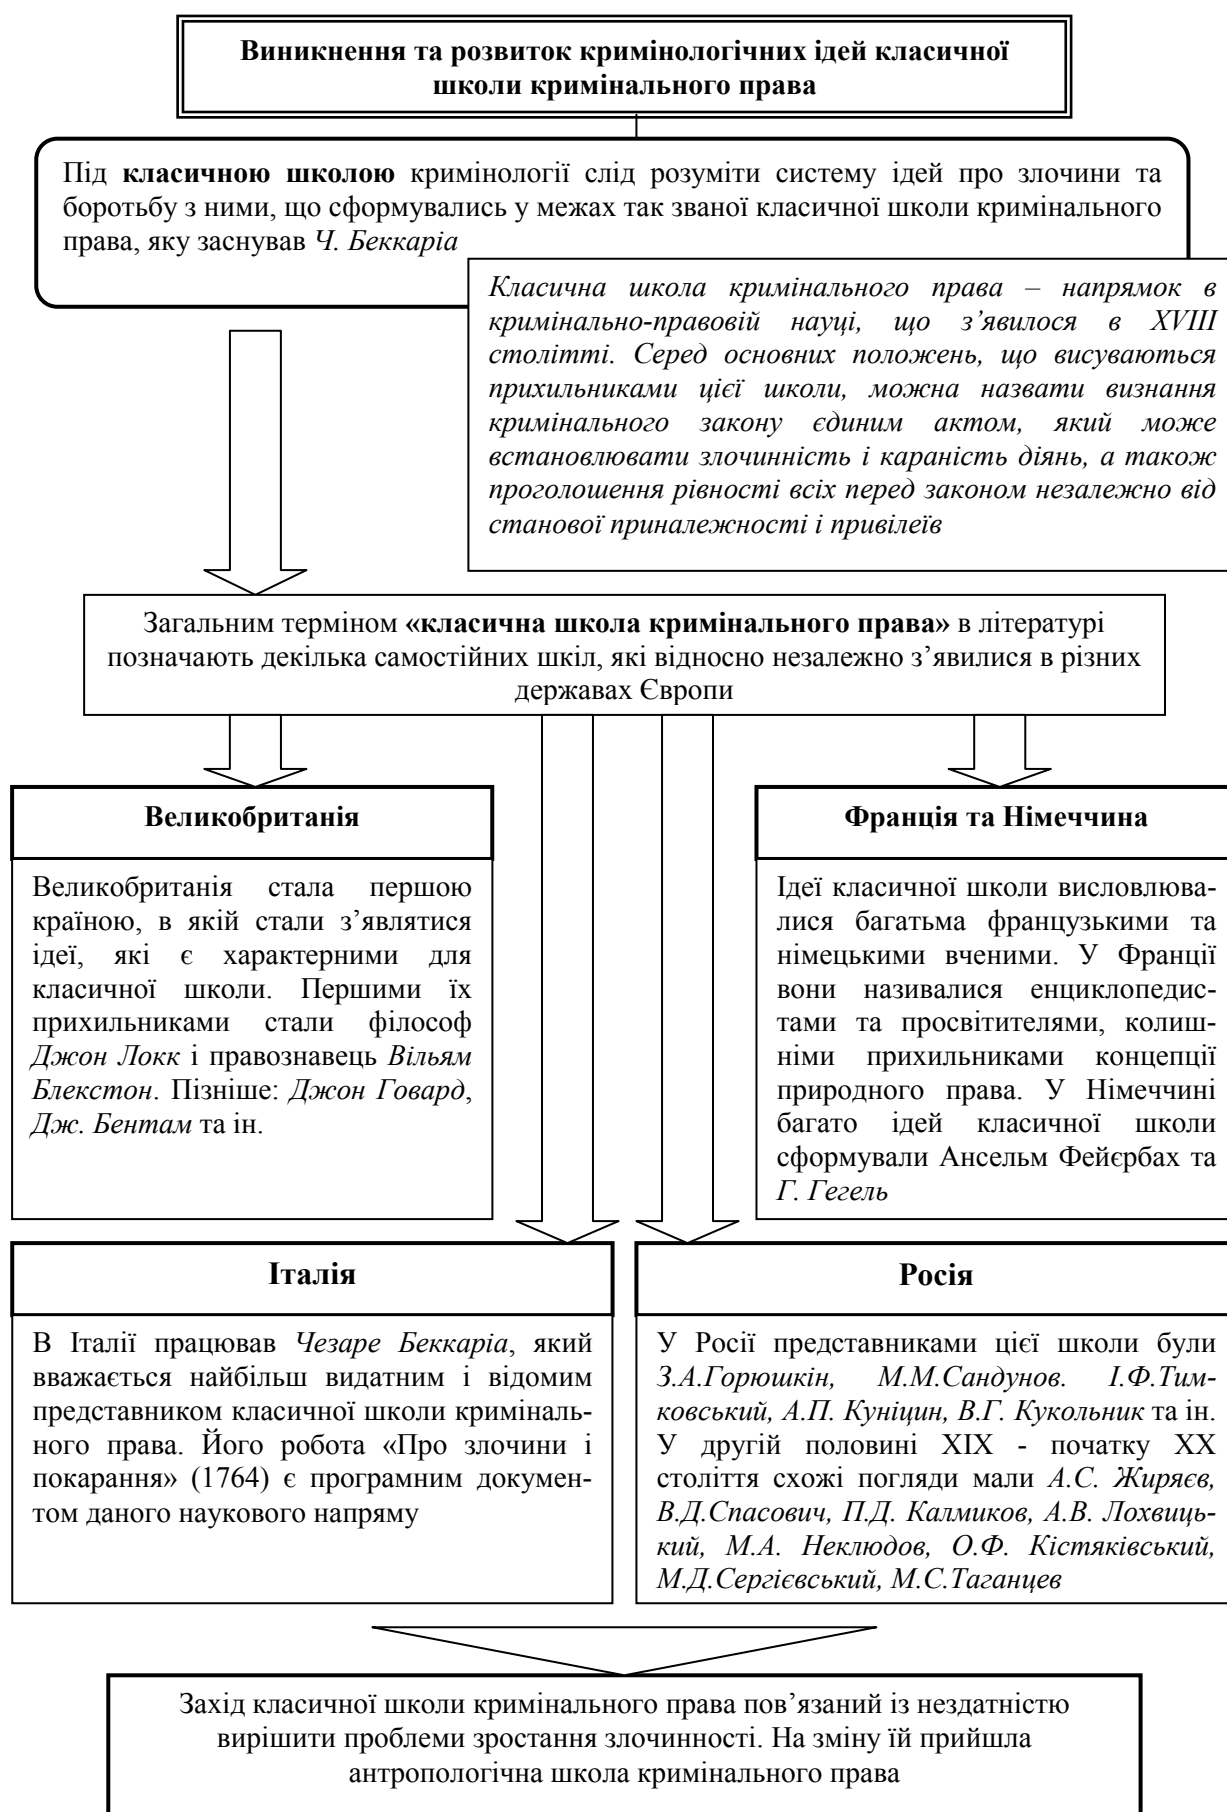 Виникнення та розвиток кримінологічних ідей класичної
школи кримінального права
Під класичною школою кримінології слід розуміти систему ідей про злочини та
боротьбу з ними, що сформувались у межах так званої класичної школи кримінального
права, яку заснував Ч. Беккаріа
Класична школа кримінального права – напрямок в
кримінально-правовій науці, що з’явилося в XVIII
столітті. Серед основних положень, що висуваються
прихильниками цієї школи, можна назвати визнання
кримінального закону єдиним актом, який може
встановлювати злочинність і караність діянь, а також
проголошення рівності всіх перед законом незалежно від
станової приналежності і привілеїв
Загальним терміном «класична школа кримінального права» в літературі
позначають декілька самостійних шкіл, які відносно незалежно з’явилися в різних
державах Європи
Великобританія
Великобританія стала першою
країною, в якій стали з’являтися
ідеї, які є характерними для
класичної школи. Першими їх
прихильниками стали філософ
Джон Локк і правознавець Вільям
Блекстон. Пізніше: Джон Говард,
Дж. Бентам та ін.
Франція та Німеччина
Ідеї класичної школи висловлюва-
лися багатьма французькими та
німецькими вченими. У Франції
вони називалися енциклопедис-
тами та просвітителями, колиш-
німи прихильниками концепції
природного права. У Німеччині
багато ідей класичної школи
сформували Ансельм Фейєрбах та
Г. Гегель
Італія
В Італії працював Чезаре Беккаріа, який
вважається найбільш видатним і відомим
представником класичної школи криміналь-
ного права. Його робота «Про злочини і
покарання» (1764) є програмним докумен-
том даного наукового напряму
Росія
У Росії представниками цієї школи були
З.А.Горюшкін, М.М.Сандунов. І.Ф.Тим-
ковський, А.П. Куніцин, В.Г. Кукольник та ін.
У другій половині XIX - початку XX
століття схожі погляди мали А.С. Жиряєв,
В.Д.Спасович, П.Д. Калмиков, А.В. Лохвиць-
кий, М.А. Неклюдов, О.Ф. Кістяківський,
М.Д.Сергієвський, М.С.Таганцев
Захід класичної школи кримінального права пов’язаний із нездатністю
вирішити проблеми зростання злочинності. На зміну їй прийшла
антропологічна школа кримінального права